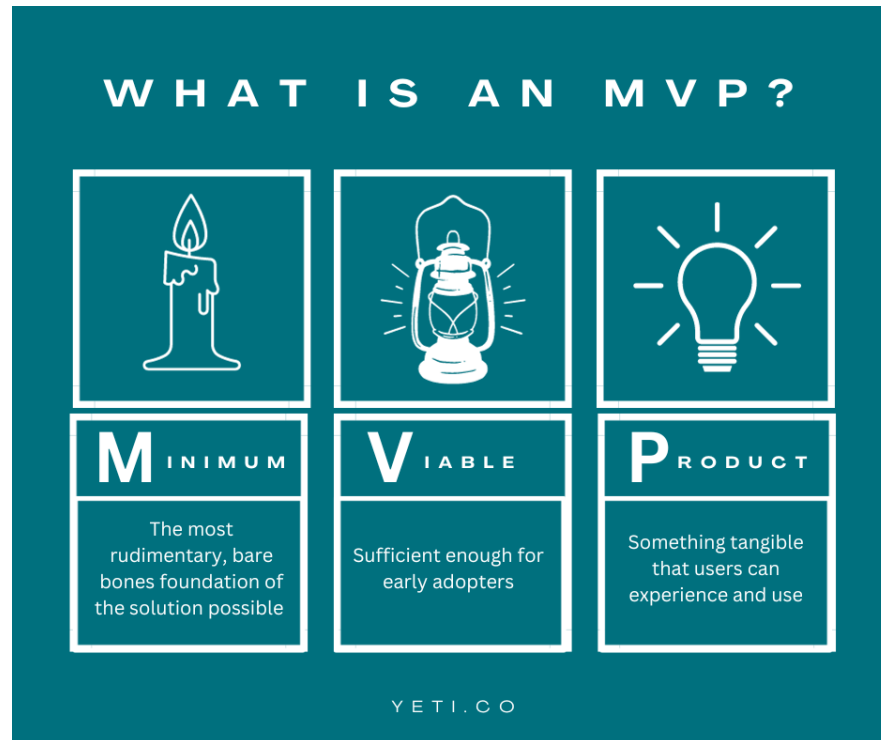 WHAT IS AN MVP?
MINIMUM
The most
rudimentary, bare
bones foundation of
the solution possible
VIABLE
Sufficient enough for
early adopters
PRODUCT
Something tangible
that users can
experience and use
YETI.CO